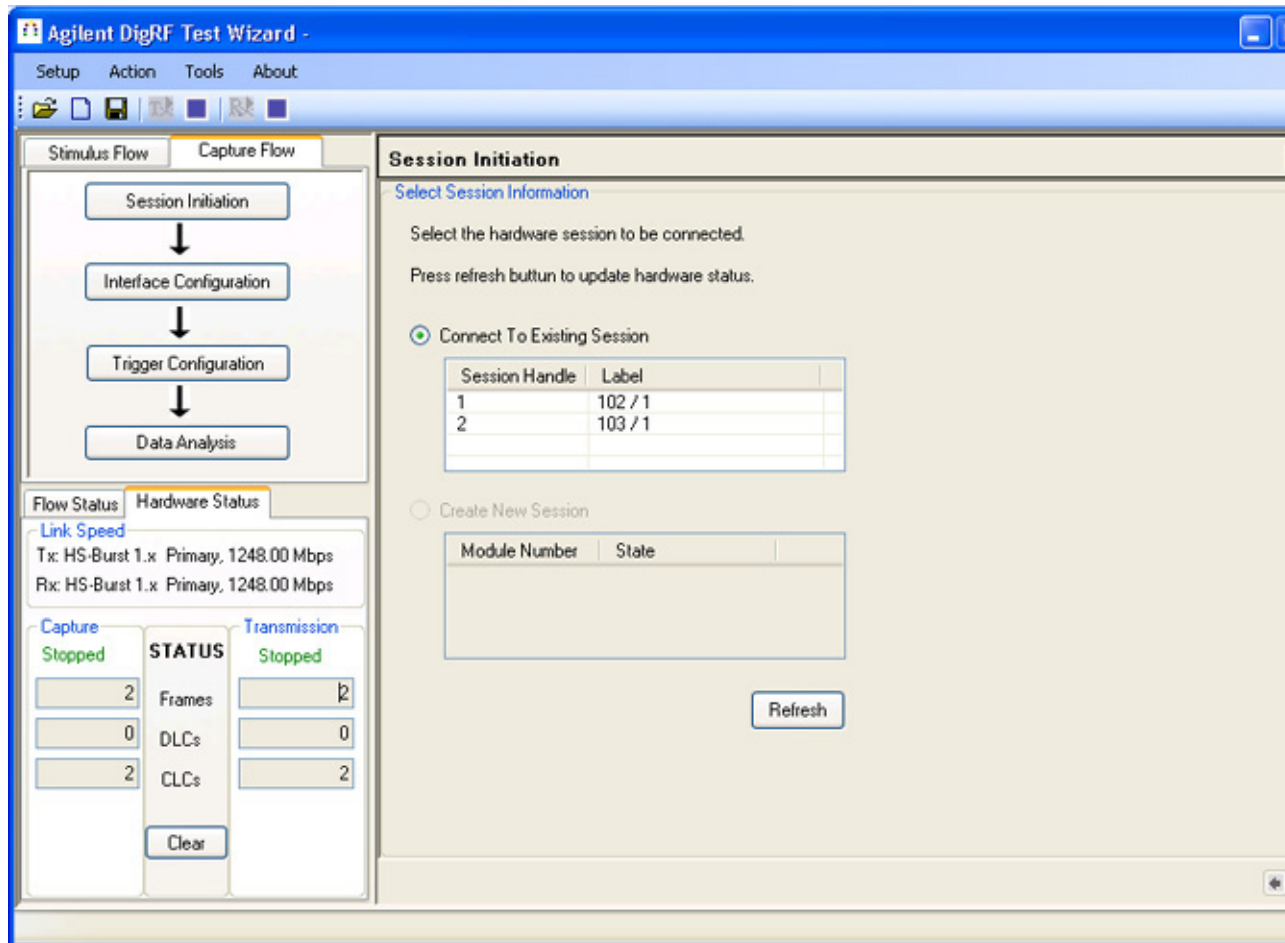 Agilent DigRF Test Wizard -
Setup Action Tools About
Tx Rx
Stimulus Flow Capture Flow
Session Initiation
Interface Configuration
Trigger Configuration
Data Analysis
Flow Status Hardware Status
Link Speed
Tx: HS-Burst 1.x Primary, 1248.00 Mbps
Rx: HS-Burst 1.x Primary, 1248.00 Mbps
Capture STATUS Transmission
Stopped Stopped
2 Frames 2
0 DLCs 0
2 CLCs 2
Clear
Session Initiation
Select Session Information
Select the hardware session to be connected.
Press refresh buttun to update hardware status.
Connect To Existing Session
Session Handle Label
1 102 / 1
2 103 / 1
Create New Session
Module Number State
Refresh